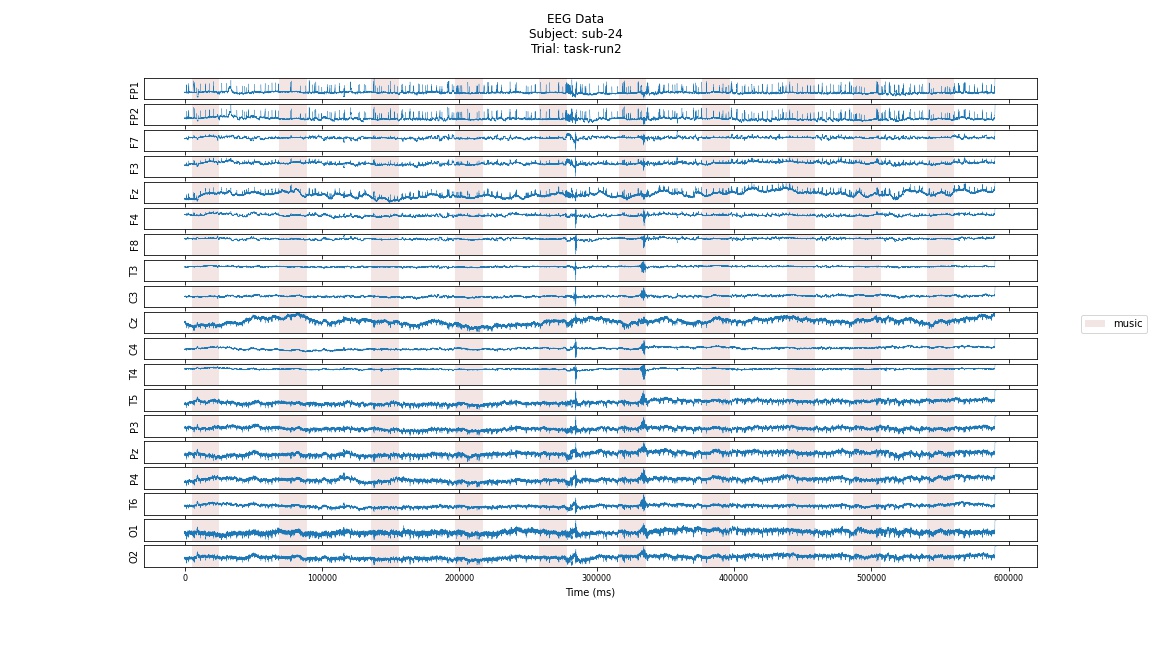 EEG Data
Subject: sub-24
Trial: task-run2
FP1
FP2
F7
F3
Fz
F4
F8
T3
C3
Cz
C4
T4
T5
P3
Pz
P4
T6
O1
O2
music
0 100000 200000 300000 400000 500000 600000
Time (ms)